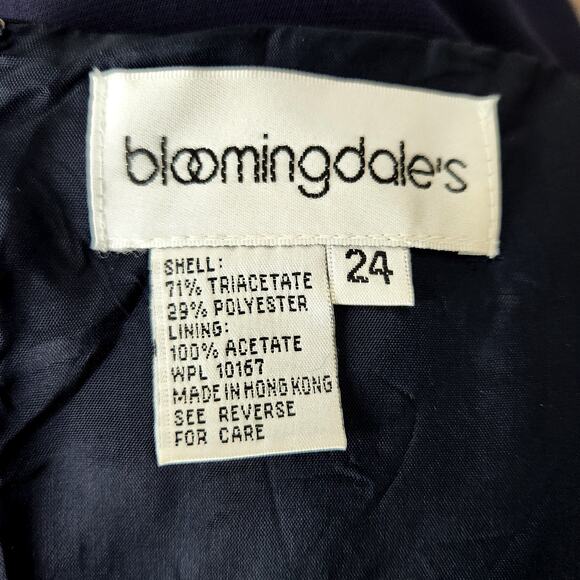 bloomingdale's
24
SHELL:
71% TRIACETATE
29% POLYESTER
LINING:
100% ACETATE
WPL 10167
MADE IN HONG KONG
SEE REVERSE
FOR CARE